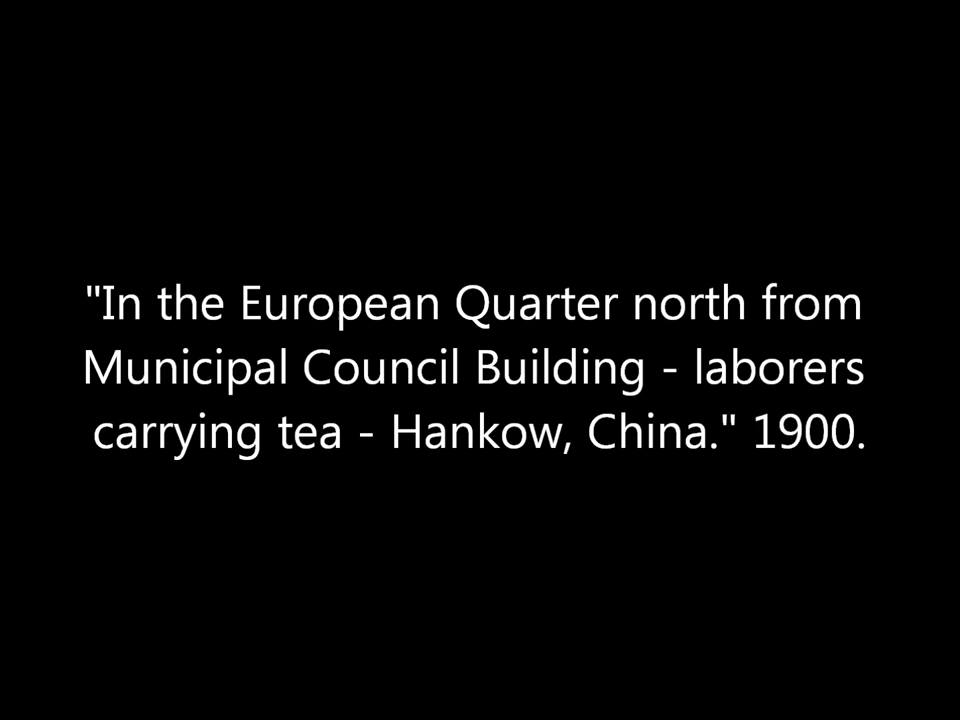 "In the European Quarter north from
Municipal Council Building - laborers
carrying tea - Hankow, China." 1900.